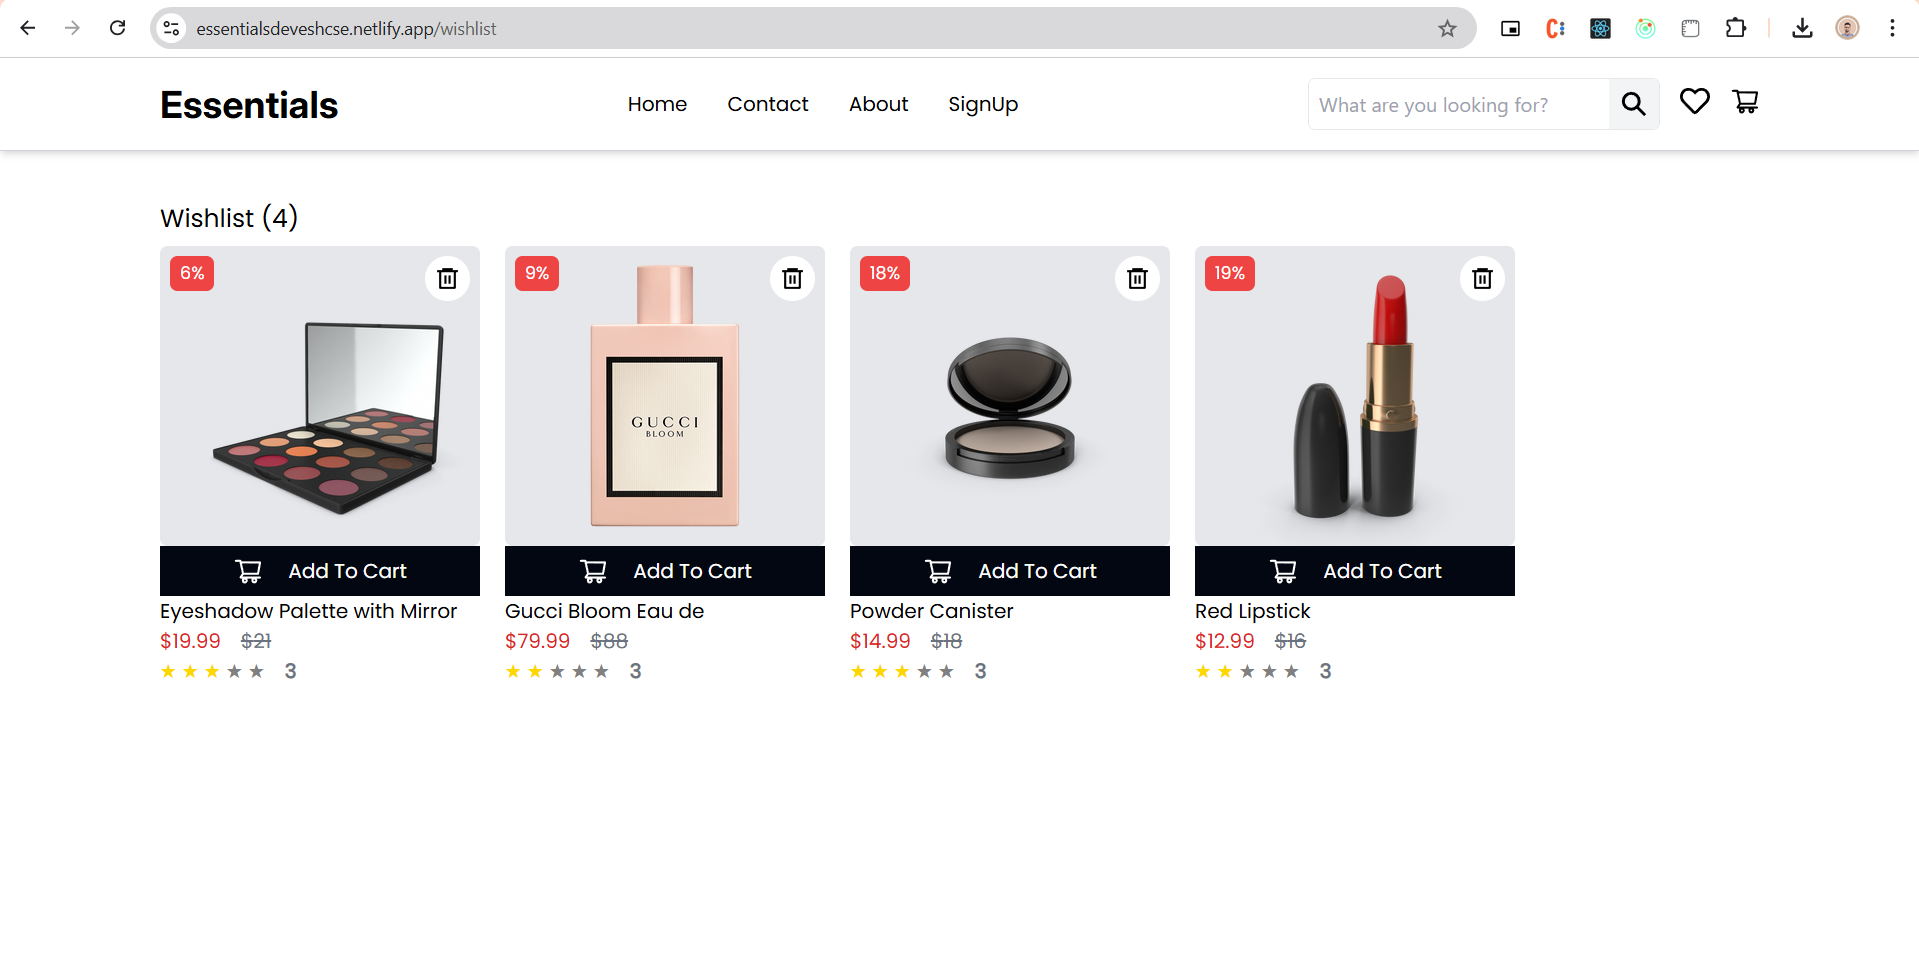 essentialsdeveshcse.netlify.app/wishlist
Essentials
Home Contact About SignUp
What are you looking for?
Wishlist (4)
6% 9% 18% 19%
GUCCI
BLOOM
Add To Cart Add To Cart Add To Cart Add To Cart
Eyeshadow Palette with Mirror Gucci Bloom Eau de Powder Canister Red Lipstick
$19.99 $21 $79.99 $88 $14.99 $18 $12.99 $16
3 3 3 3